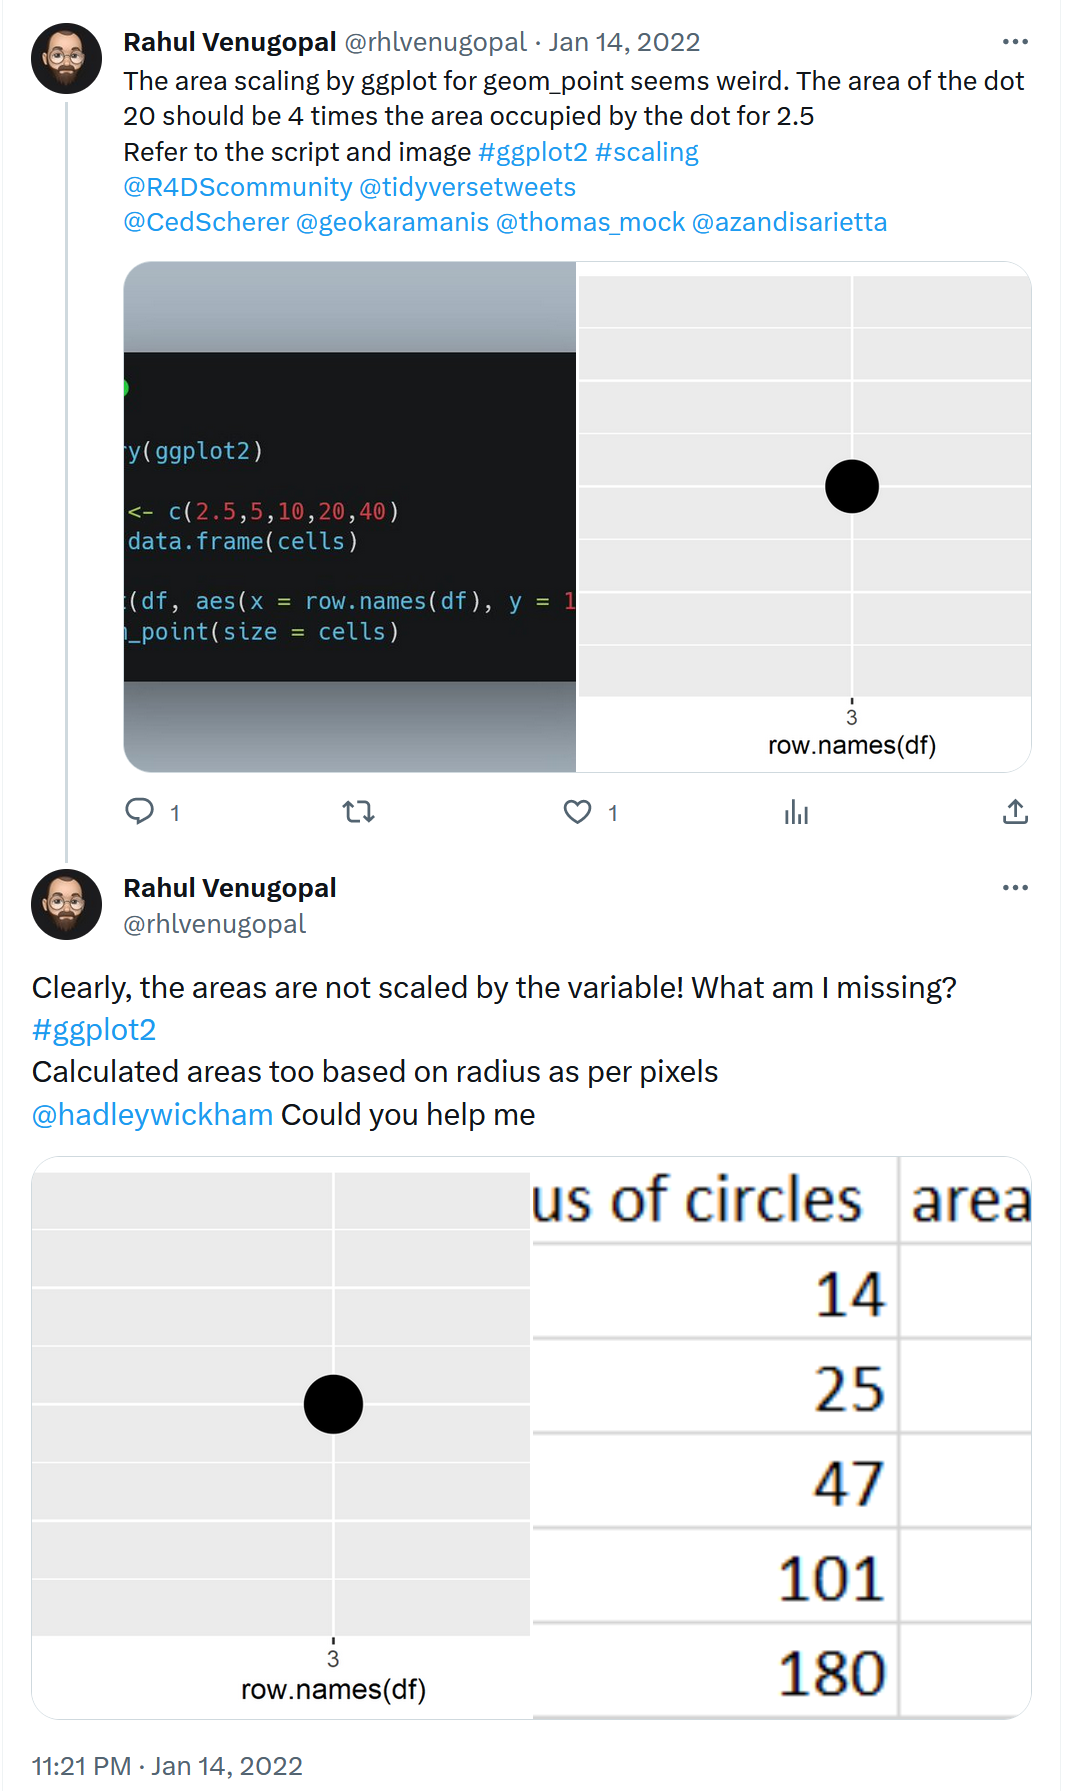 Rahul Venugopal @rhlvenugopal · Jan 14, 2022
The area scaling by ggplot for geom_point seems weird. The area of the dot
20 should be 4 times the area occupied by the dot for 2.5
Refer to the script and image #ggplot2 #scaling
@R4DScommunity @tidyversetweets
@CedScherer @geokaramanis @thomas_mock @azandisarietta
y(ggplot2)
<- c(2.5,5,10,20,40)
data.frame(cells)
(df, aes(x = row.names(df), y = 1
_point(size = cells)
3
row.names(df)
1
1
Rahul Venugopal
@rhlvenugopal
Clearly, the areas are not scaled by the variable! What am I missing?
#ggplot2
Calculated areas too based on radius as per pixels
@hadleywickham Could you help me
3
row.names(df)
us of circles area
14
25
47
101
180
11:21 PM · Jan 14, 2022